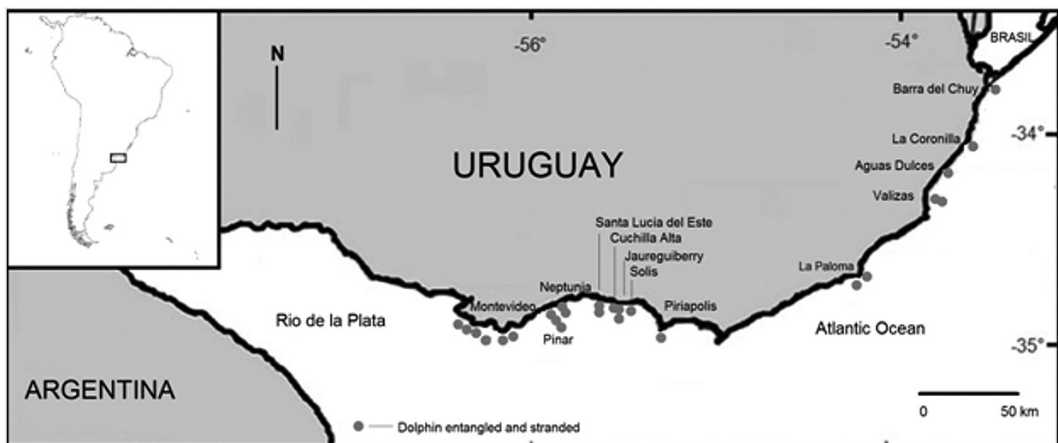 -56°
-54°
BRASIL
N
Barra del Chuy
-34°
La Coronilla
URUGUAY
Aguas Dulces
Valizas
Santa Lucia del Este
Cuchilla Alta
Jaureguiberry
La Paloma
Solis
Neptunia
Montevideo
Piriapolis
Rio de la Plata
Atlantic Ocean
Pinar
-35°
ARGENTINA
0 50 km
Dolphin entangled and stranded